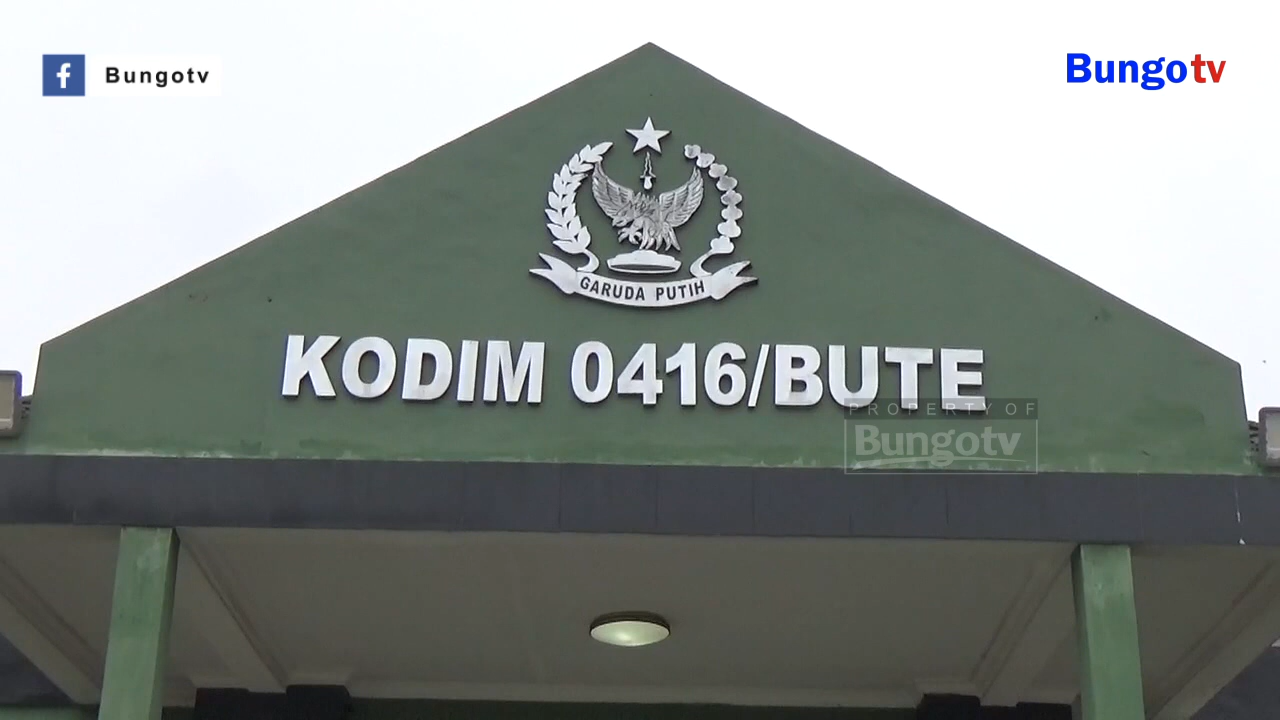 Bungotv
Bungotv
GARUDA PUTIH
KODIM 0416/BUTE
PROPERTY OF
Bungotv